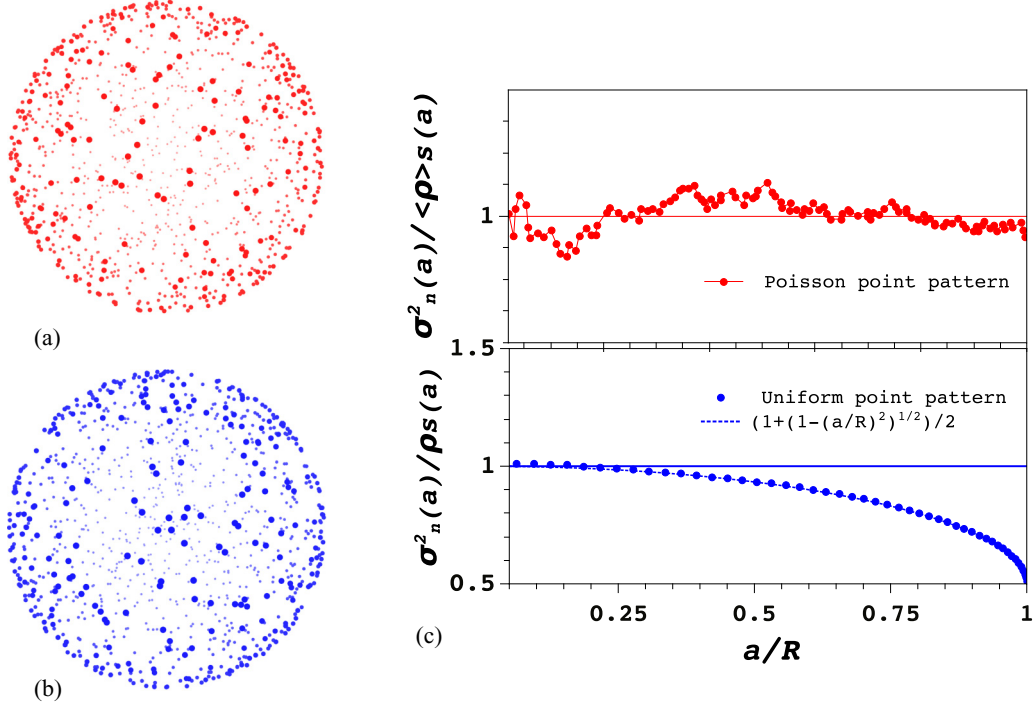 (a)
(b)
(c)
σ²ₙ(a)/<ρ>s(a)
1
Poisson point pattern
σ²ₙ(a)/ρs(a)
1.5
1
0.5
Uniform point pattern
(1+(1-(a/R)²)¹/²)/2
0.25
0.5
0.75
1
a/R